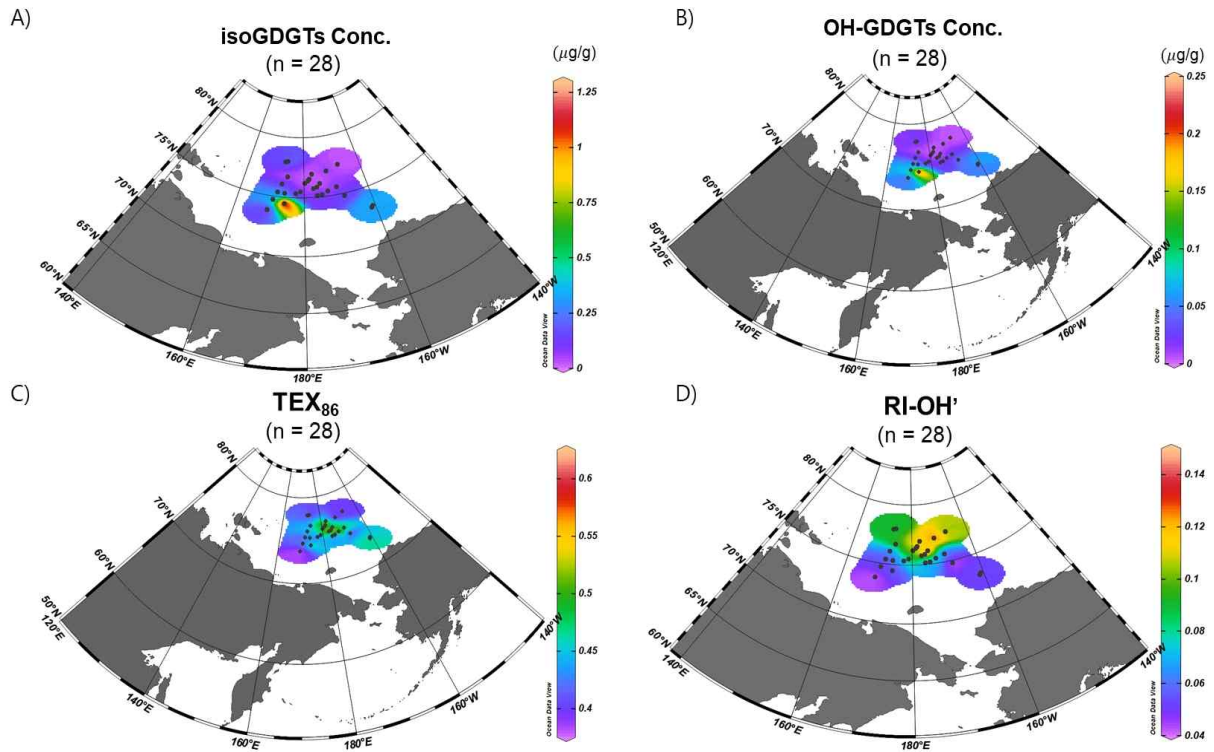 A)
isoGDGTs Conc.
(n = 28)
(μg/g)
80°N
75°N
70°N
65°N
60°N
140°E
160°E
180°E
160°W
140°W
1.25
1
0.75
0.5
0.25
0
Ocean Data View
B)
OH-GDGTs Conc.
(n = 28)
(μg/g)
80°N
70°N
60°N
50°N
120°E
140°E
160°E
180°E
160°W
140°W
0.25
0.2
0.15
0.1
0.05
0
Ocean Data View
C)
TEX86
(n = 28)
80°N
70°N
60°N
50°N
120°E
140°E
160°E
180°E
160°W
140°W
0.6
0.55
0.5
0.45
0.4
Ocean Data View
D)
RI-OH'
(n = 28)
80°N
75°N
70°N
65°N
60°N
140°E
160°E
180°E
160°W
140°W
0.14
0.12
0.1
0.08
0.06
0.04
Ocean Data View